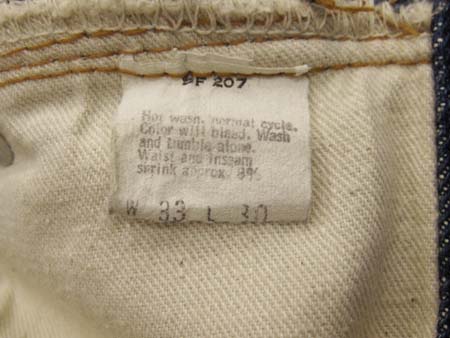 SF 207
Hot wash, normal cycle.
Color will bleed. Wash
and tumble alone.
Waist and inseam
shrink approx. 8%
W 33 L 30